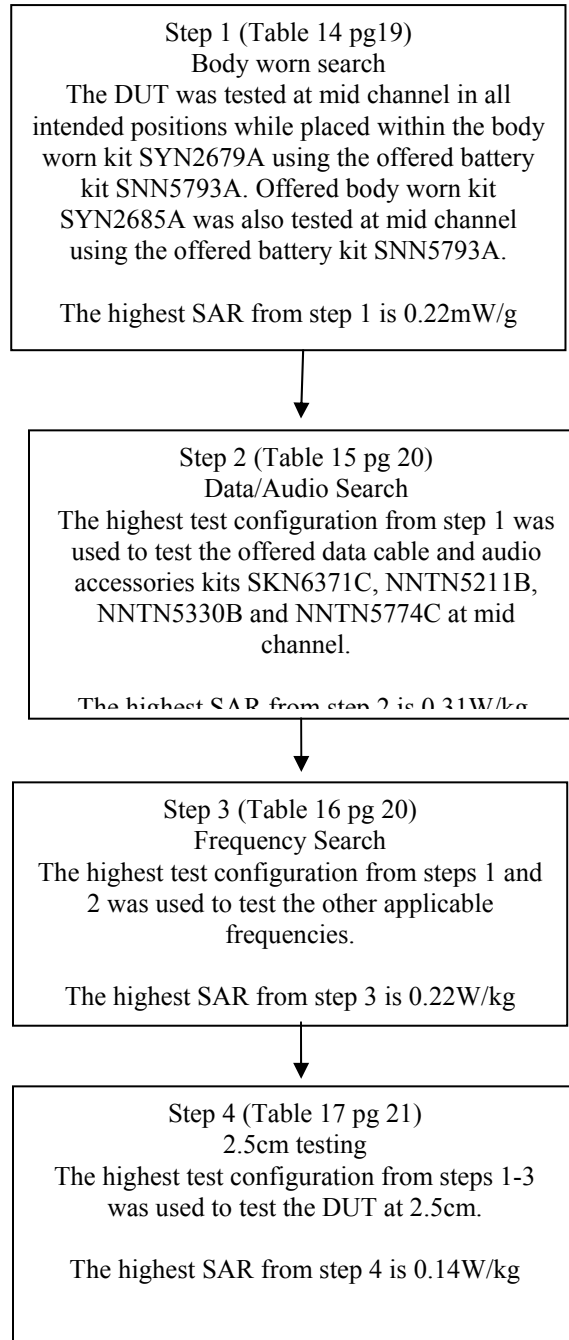 Step 1 (Table 14 pg19)
Body worn search
The DUT was tested at mid channel in all
intended positions while placed within the body
worn kit SYN2679A using the offered battery
kit SNN5793A. Offered body worn kit
SYN2685A was also tested at mid channel
using the offered battery kit SNN5793A.
The highest SAR from step 1 is 0.22mW/g
Step 2 (Table 15 pg 20)
Data/Audio Search
The highest test configuration from step 1 was
used to test the offered data cable and audio
accessories kits SKN6371C, NNTN5211B,
NNTN5330B and NNTN5774C at mid
channel.
The highest SAR from step 2 is 0.31W/kg
Step 3 (Table 16 pg 20)
Frequency Search
The highest test configuration from steps 1 and
2 was used to test the other applicable
frequencies.
The highest SAR from step 3 is 0.22W/kg
Step 4 (Table 17 pg 21)
2.5cm testing
The highest test configuration from steps 1-3
was used to test the DUT at 2.5cm.
The highest SAR from step 4 is 0.14W/kg